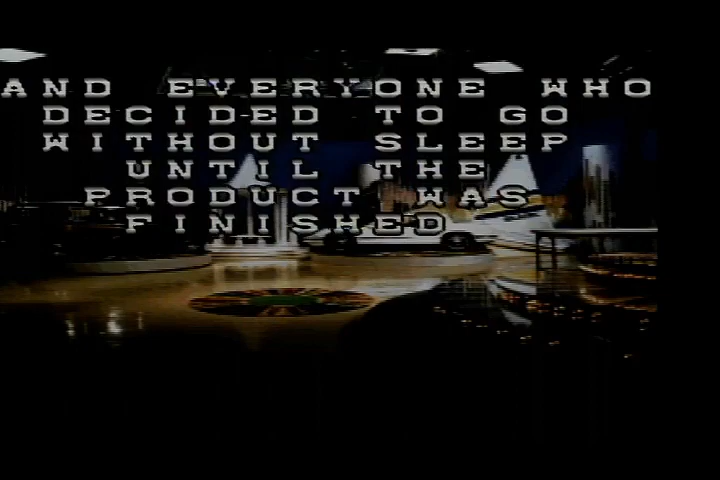 AND EVERYONE WHO
DECIDED TO GO
WITHOUT SLEEP
UNTIL THE
PRODUCT WAS
FINISHED